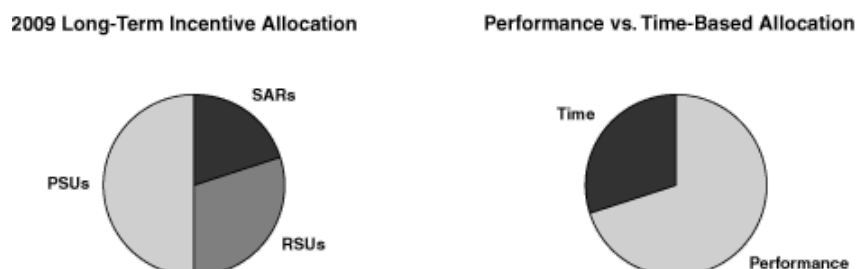 2009 Long-Term Incentive Allocation
Performance vs. Time-Based Allocation
SARs
PSUs
RSUs
Time
Performance